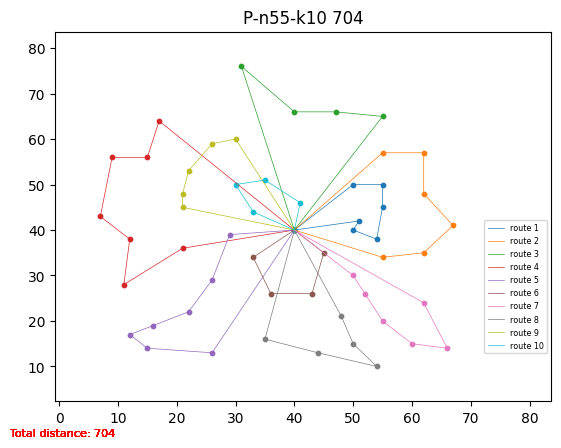 P-n55-k10 704
80
70
60
50
40
30
20
10
0 10 20 30 40 50 60 70 80
route 1
route 2
route 3
route 4
route 5
route 6
route 7
route 8
route 9
route 10
Total distance: 704